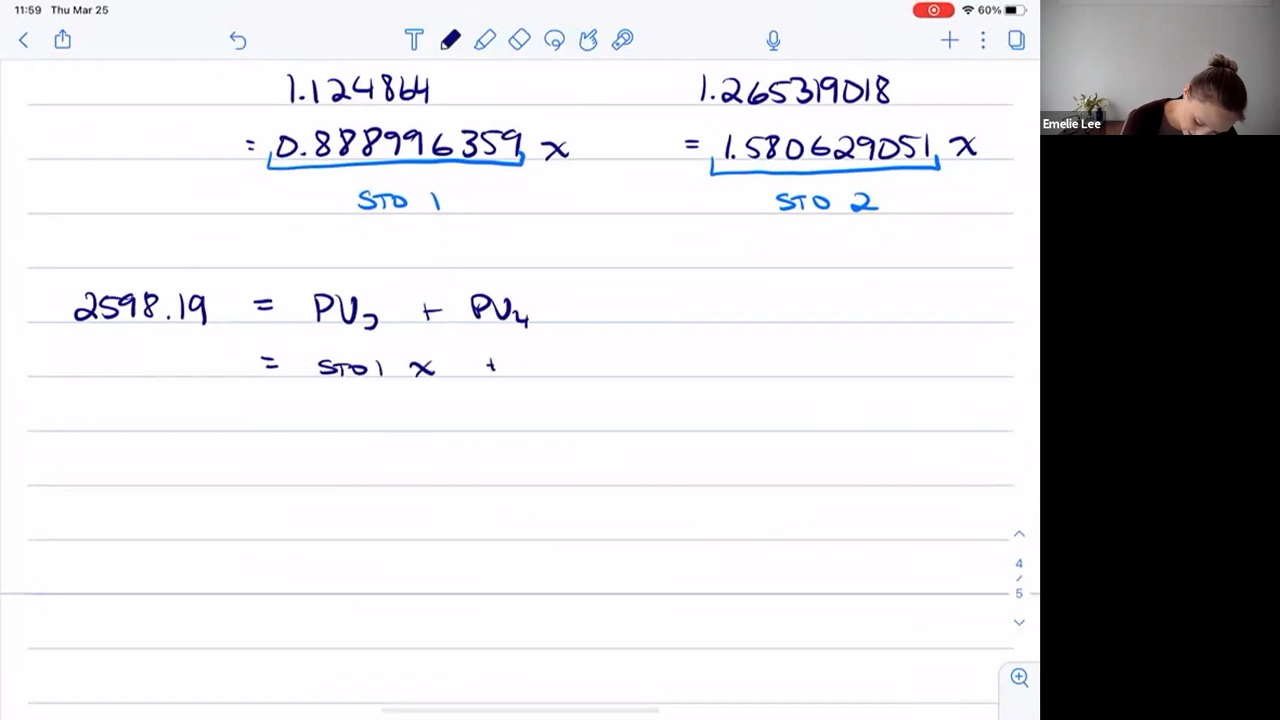 11:59 Thu Mar 25 60%
T
1.124864 1.265319018
= 0.888996359 x = 1.580629051 x
STO 1 STO 2
Emelie Lee
2598.19 = PV3 + PV4
= STO1 x +
4
/
5